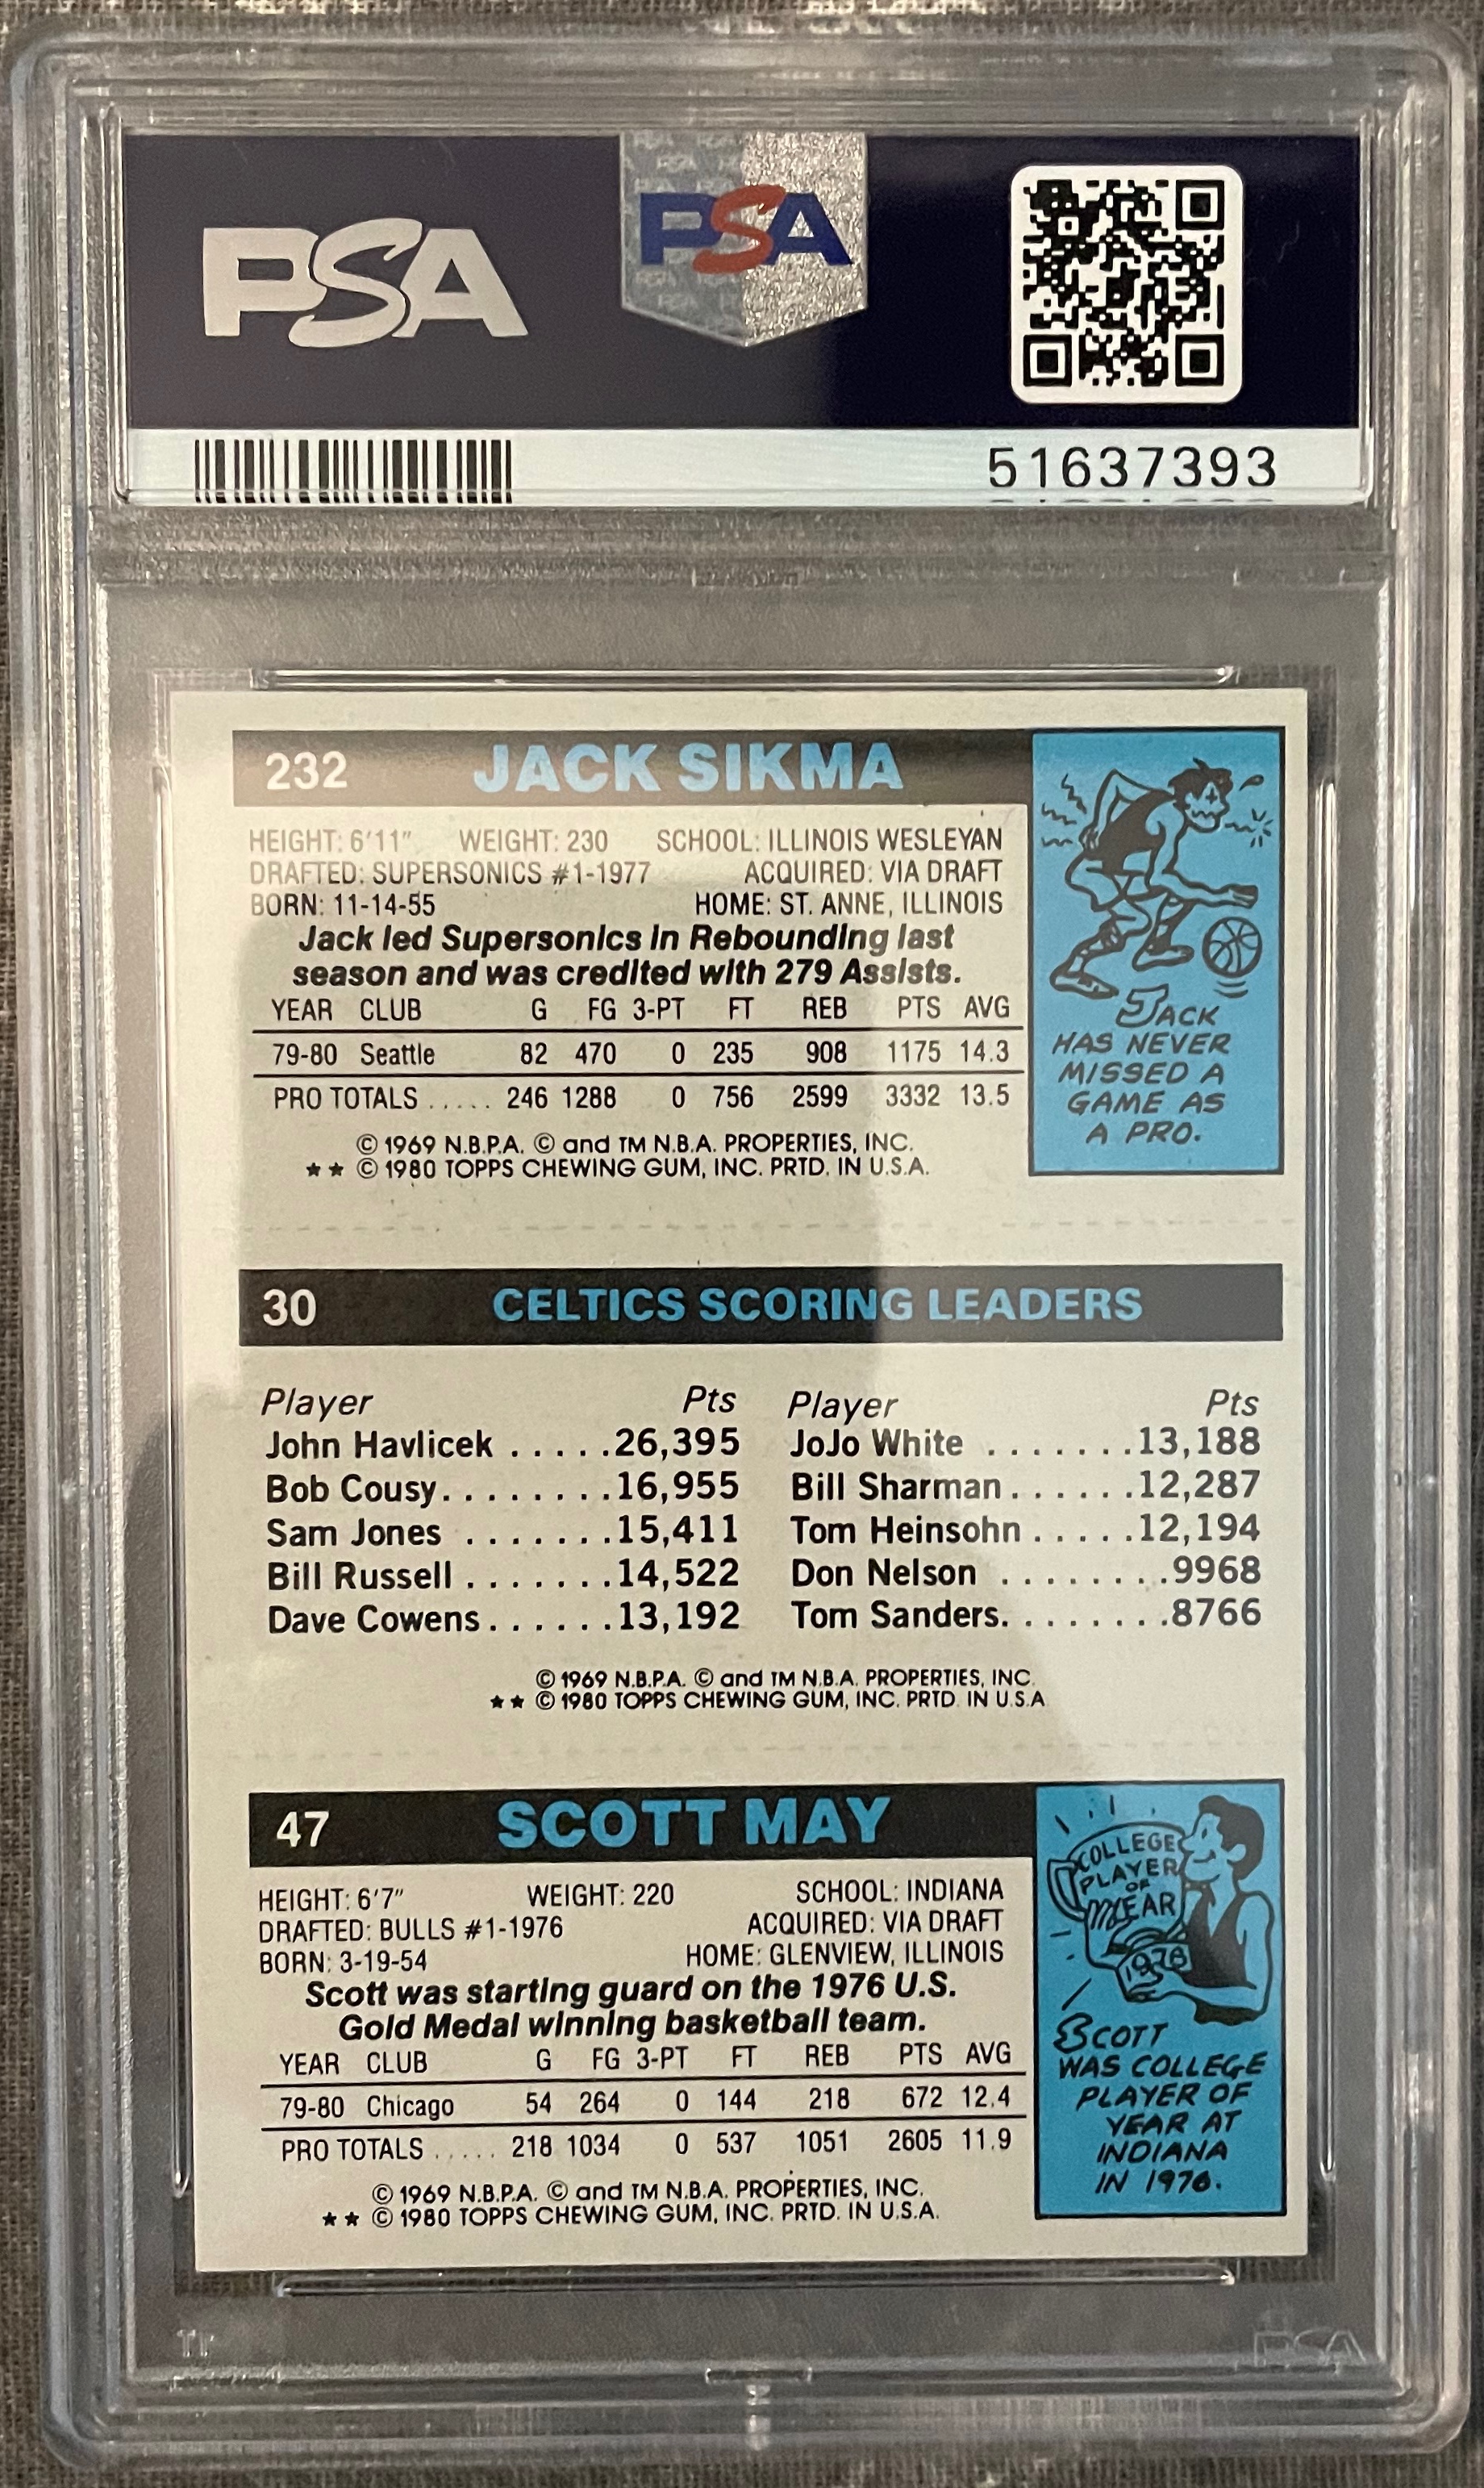 PSA
PSA
51637393
232 JACK SIKMA
HEIGHT: 6'11" WEIGHT: 230 SCHOOL: ILLINOIS WESLEYAN
DRAFTED: SUPERSONICS #1-1977 ACQUIRED: VIA DRAFT
BORN: 11-14-55 HOME: ST. ANNE, ILLINOIS
Jack led Supersonics in Rebounding last
season and was credited with 279 Assists.
YEAR CLUB G FG 3-PT FT REB PTS AVG
79-80 Seattle 82 470 0 235 908 1175 14.3
PRO TOTALS ..... 246 1288 0 756 2599 3332 13.5
© 1969 N.B.P.A. © and TM N.B.A. PROPERTIES, INC.
★★ © 1980 TOPPS CHEWING GUM, INC. PRTD. IN U.S.A.
JACK
HAS NEVER
MISSED A
GAME AS
A PRO.
30 CELTICS SCORING LEADERS
Player Pts Player Pts
John Havlicek .....26,395 JoJo White .......13,188
Bob Cousy........16,955 Bill Sharman......12,287
Sam Jones .......15,411 Tom Heinsohn.....12,194
Bill Russell.......14,522 Don Nelson ........9968
Dave Cowens......13,192 Tom Sanders........8766
© 1969 N.B.P.A. © and TM N.B.A. PROPERTIES, INC.
★★ © 1980 TOPPS CHEWING GUM, INC. PRTD. IN U.S.A
47 SCOTT MAY
HEIGHT: 6'7" WEIGHT: 220 SCHOOL: INDIANA
DRAFTED: BULLS #1-1976 ACQUIRED: VIA DRAFT
BORN: 3-19-54 HOME: GLENVIEW, ILLINOIS
Scott was starting guard on the 1976 U.S.
Gold Medal winning basketball team.
YEAR CLUB G FG 3-PT FT REB PTS AVG
79-80 Chicago 54 264 0 144 218 672 12.4
PRO TOTALS ..... 218 1034 0 537 1051 2605 11.9
© 1969 N.B.P.A. © and TM N.B.A. PROPERTIES, INC.
★★ © 1980 TOPPS CHEWING GUM, INC. PRTD. IN U.S.A.
COLLEGE
PLAYER
OF
YEAR
1976
SCOTT
WAS COLLEGE
PLAYER OF
YEAR AT
INDIANA
IN 1976.
PSA